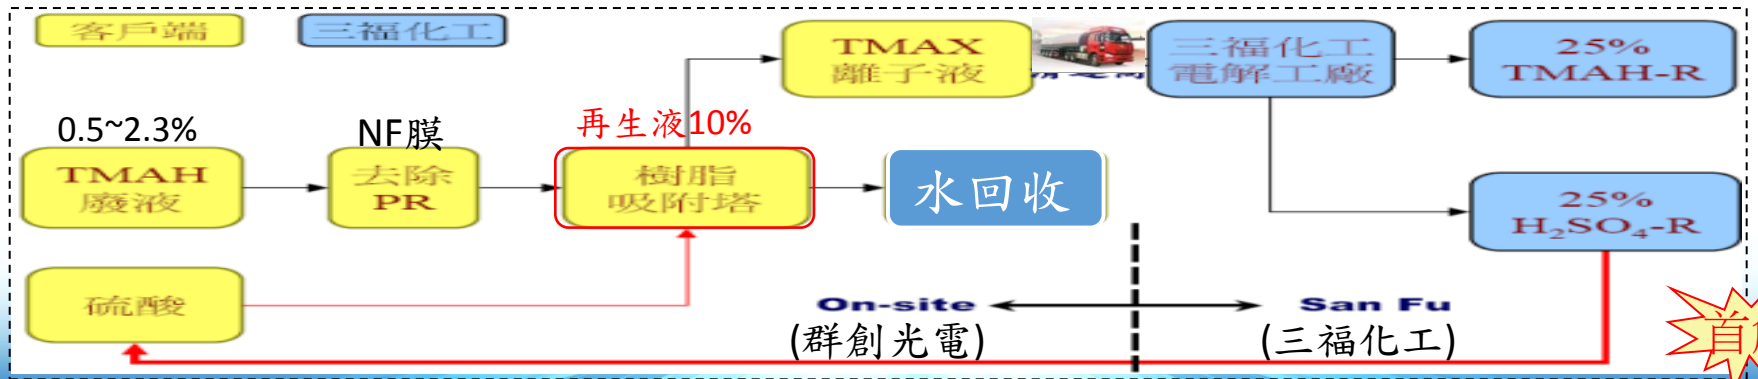 客戶端
三福化工
TMAX
離子液
三福化工
電解工廠
25%
TMAH-R
0.5~2.3%
TMAH
廢液
NF膜
去除
PR
再生液10%
樹脂
吸附塔
水回收
25%
H₂SO₄-R
硫酸
On-site
(群創光電)
San Fu
(三福化工)
首